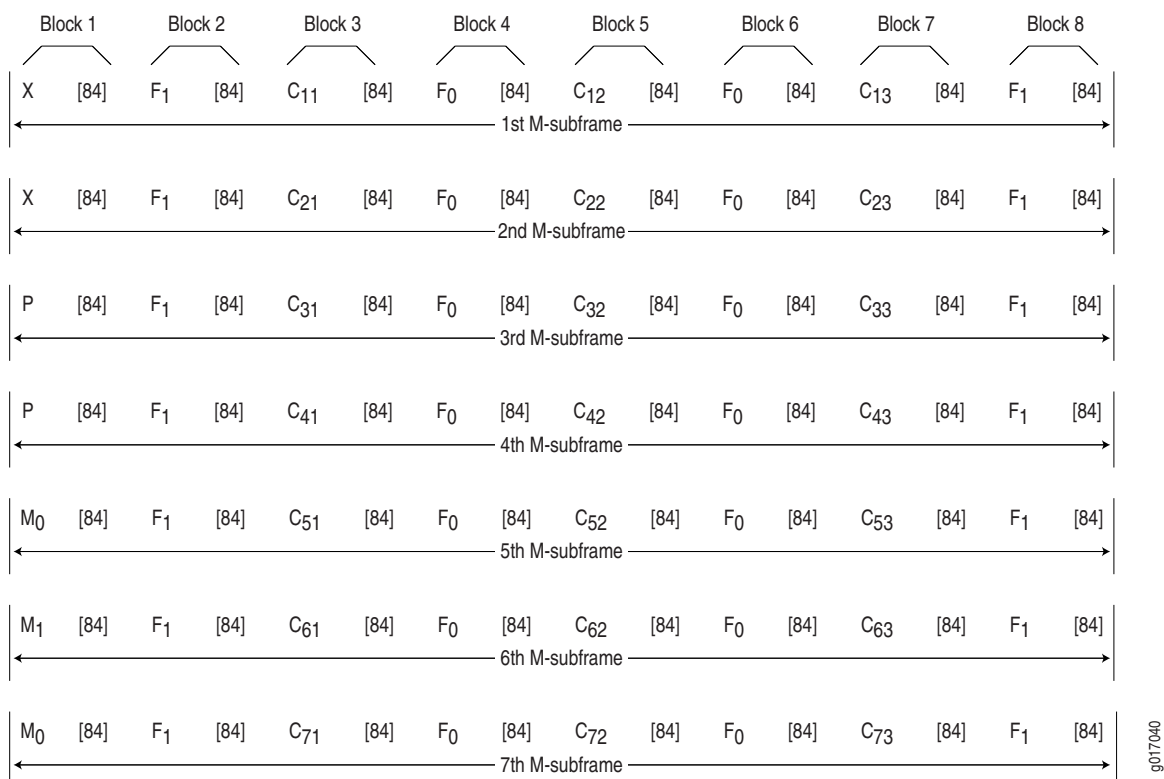 Block 1 Block 2 Block 3 Block 4 Block 5 Block 6 Block 7 Block 8
X [84] F1 [84] C11 [84] F0 [84] C12 [84] F0 [84] C13 [84] F1 [84]
1st M-subframe
X [84] F1 [84] C21 [84] F0 [84] C22 [84] F0 [84] C23 [84] F1 [84]
2nd M-subframe
P [84] F1 [84] C31 [84] F0 [84] C32 [84] F0 [84] C33 [84] F1 [84]
3rd M-subframe
P [84] F1 [84] C41 [84] F0 [84] C42 [84] F0 [84] C43 [84] F1 [84]
4th M-subframe
M0 [84] F1 [84] C51 [84] F0 [84] C52 [84] F0 [84] C53 [84] F1 [84]
5th M-subframe
M1 [84] F1 [84] C61 [84] F0 [84] C62 [84] F0 [84] C63 [84] F1 [84]
6th M-subframe
M0 [84] F1 [84] C71 [84] F0 [84] C72 [84] F0 [84] C73 [84] F1 [84]
7th M-subframe
g017040